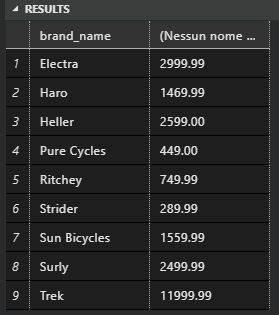 RESULTS
brand_name (Nessun nome ...
1 Electra 2999.99
2 Haro 1469.99
3 Heller 2599.00
4 Pure Cycles 449.00
5 Ritchey 749.99
6 Strider 289.99
7 Sun Bicycles 1559.99
8 Surly 2499.99
9 Trek 11999.99